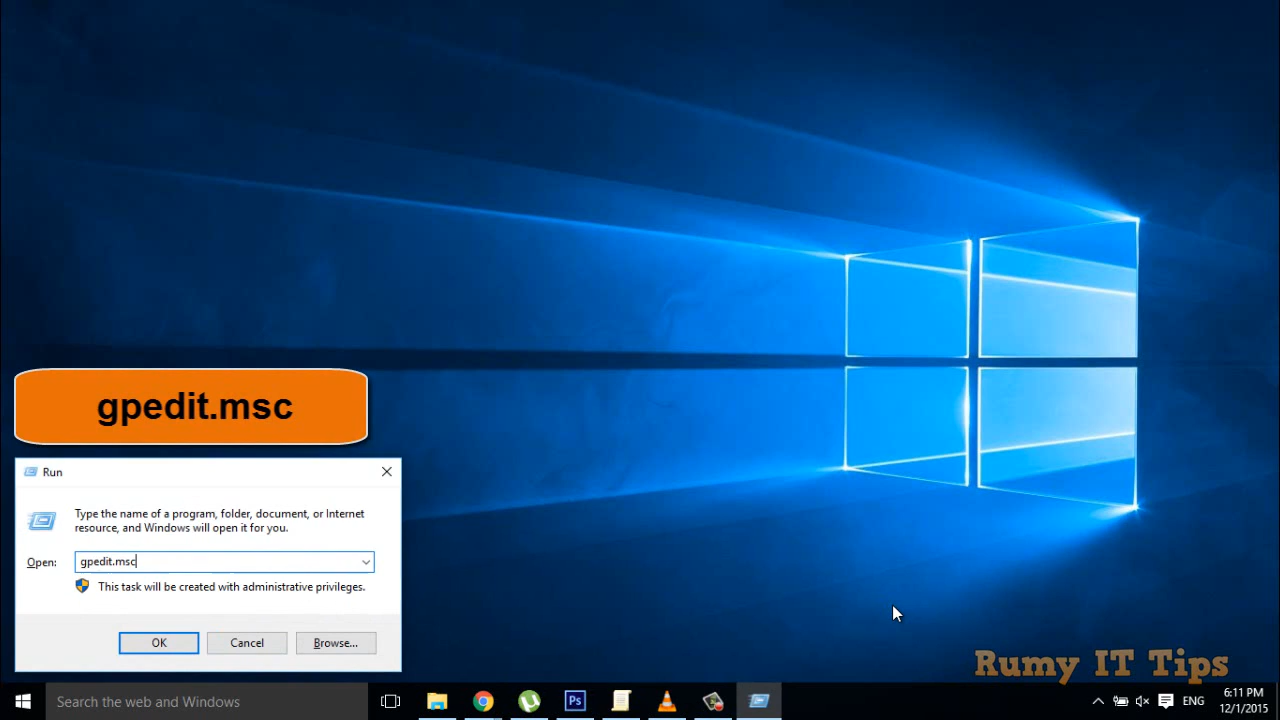 gpedit.msc
Run
Type the name of a program, folder, document, or Internet
resource, and Windows will open it for you.
Open:
gpedit.msc
This task will be created with administrative privileges.
OK
Cancel
Browse...
Rumy IT Tips
Search the web and Windows
Ps
ENG
6:11 PM
12/1/2015